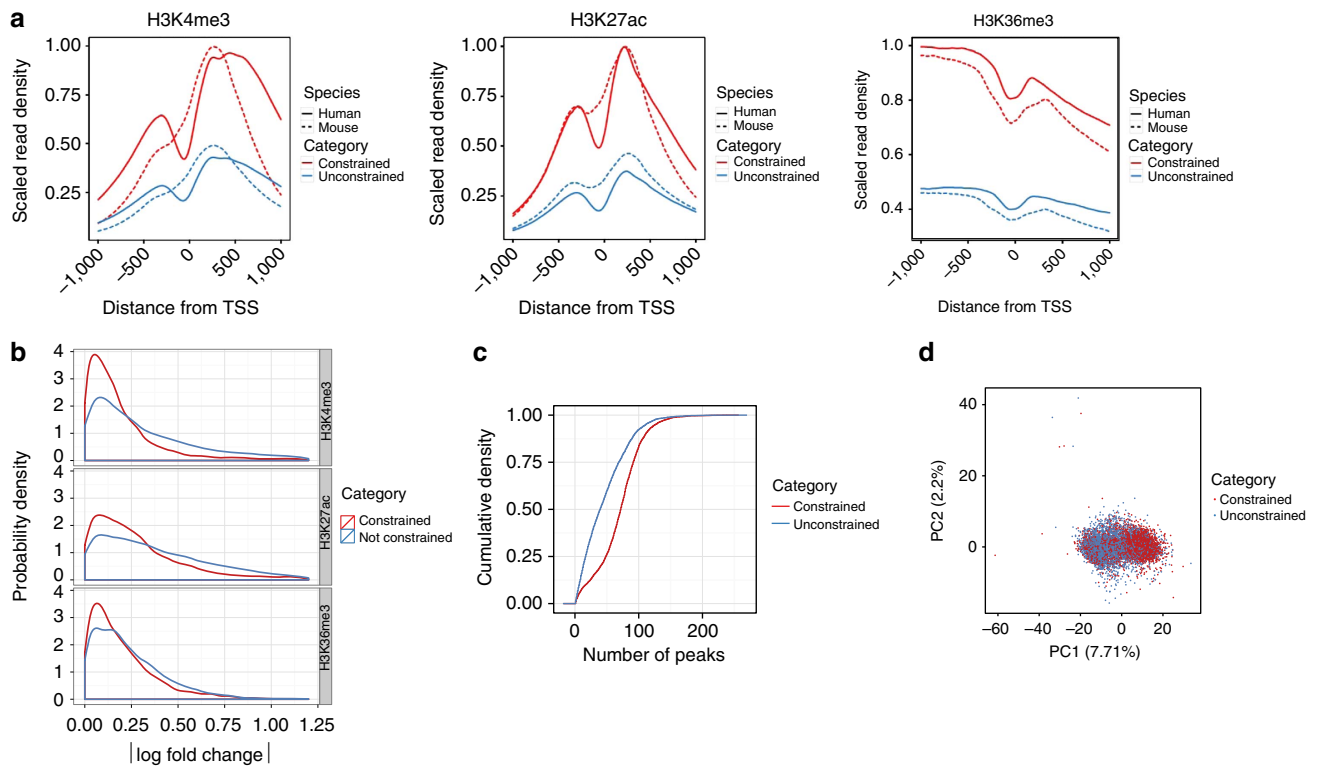 a
H3K4me3
Scaled read density
1.00
0.75
0.50
0.25
−1,000
−500
0
500
1,000
Distance from TSS
Species
Human
Mouse
Category
Constrained
Unconstrained
H3K27ac
Scaled read density
1.00
0.75
0.50
0.25
−1,000
−500
0
500
1,000
Distance from TSS
Species
Human
Mouse
Category
Constrained
Unconstrained
H3K36me3
Scaled read density
1.0
0.8
0.6
0.4
−1,000
−500
0
500
1,000
Distance from TSS
Species
Human
Mouse
Category
Constrained
Unconstrained
b
Probability density
4
3
2
1
0
H3K4me3
4
3
2
1
0
H3K27ac
4
3
2
1
0
H3K36me3
0.00 0.25 0.50 0.75 1.00 1.25
|log fold change|
Category
Constrained
Not constrained
c
Cumulative density
1.00
0.75
0.50
0.25
0.00
0 100 200
Number of peaks
Category
Constrained
Unconstrained
d
PC2 (2.2%)
40
20
0
−60 −40 −20 0 20
PC1 (7.71%)
Category
Constrained
Unconstrained